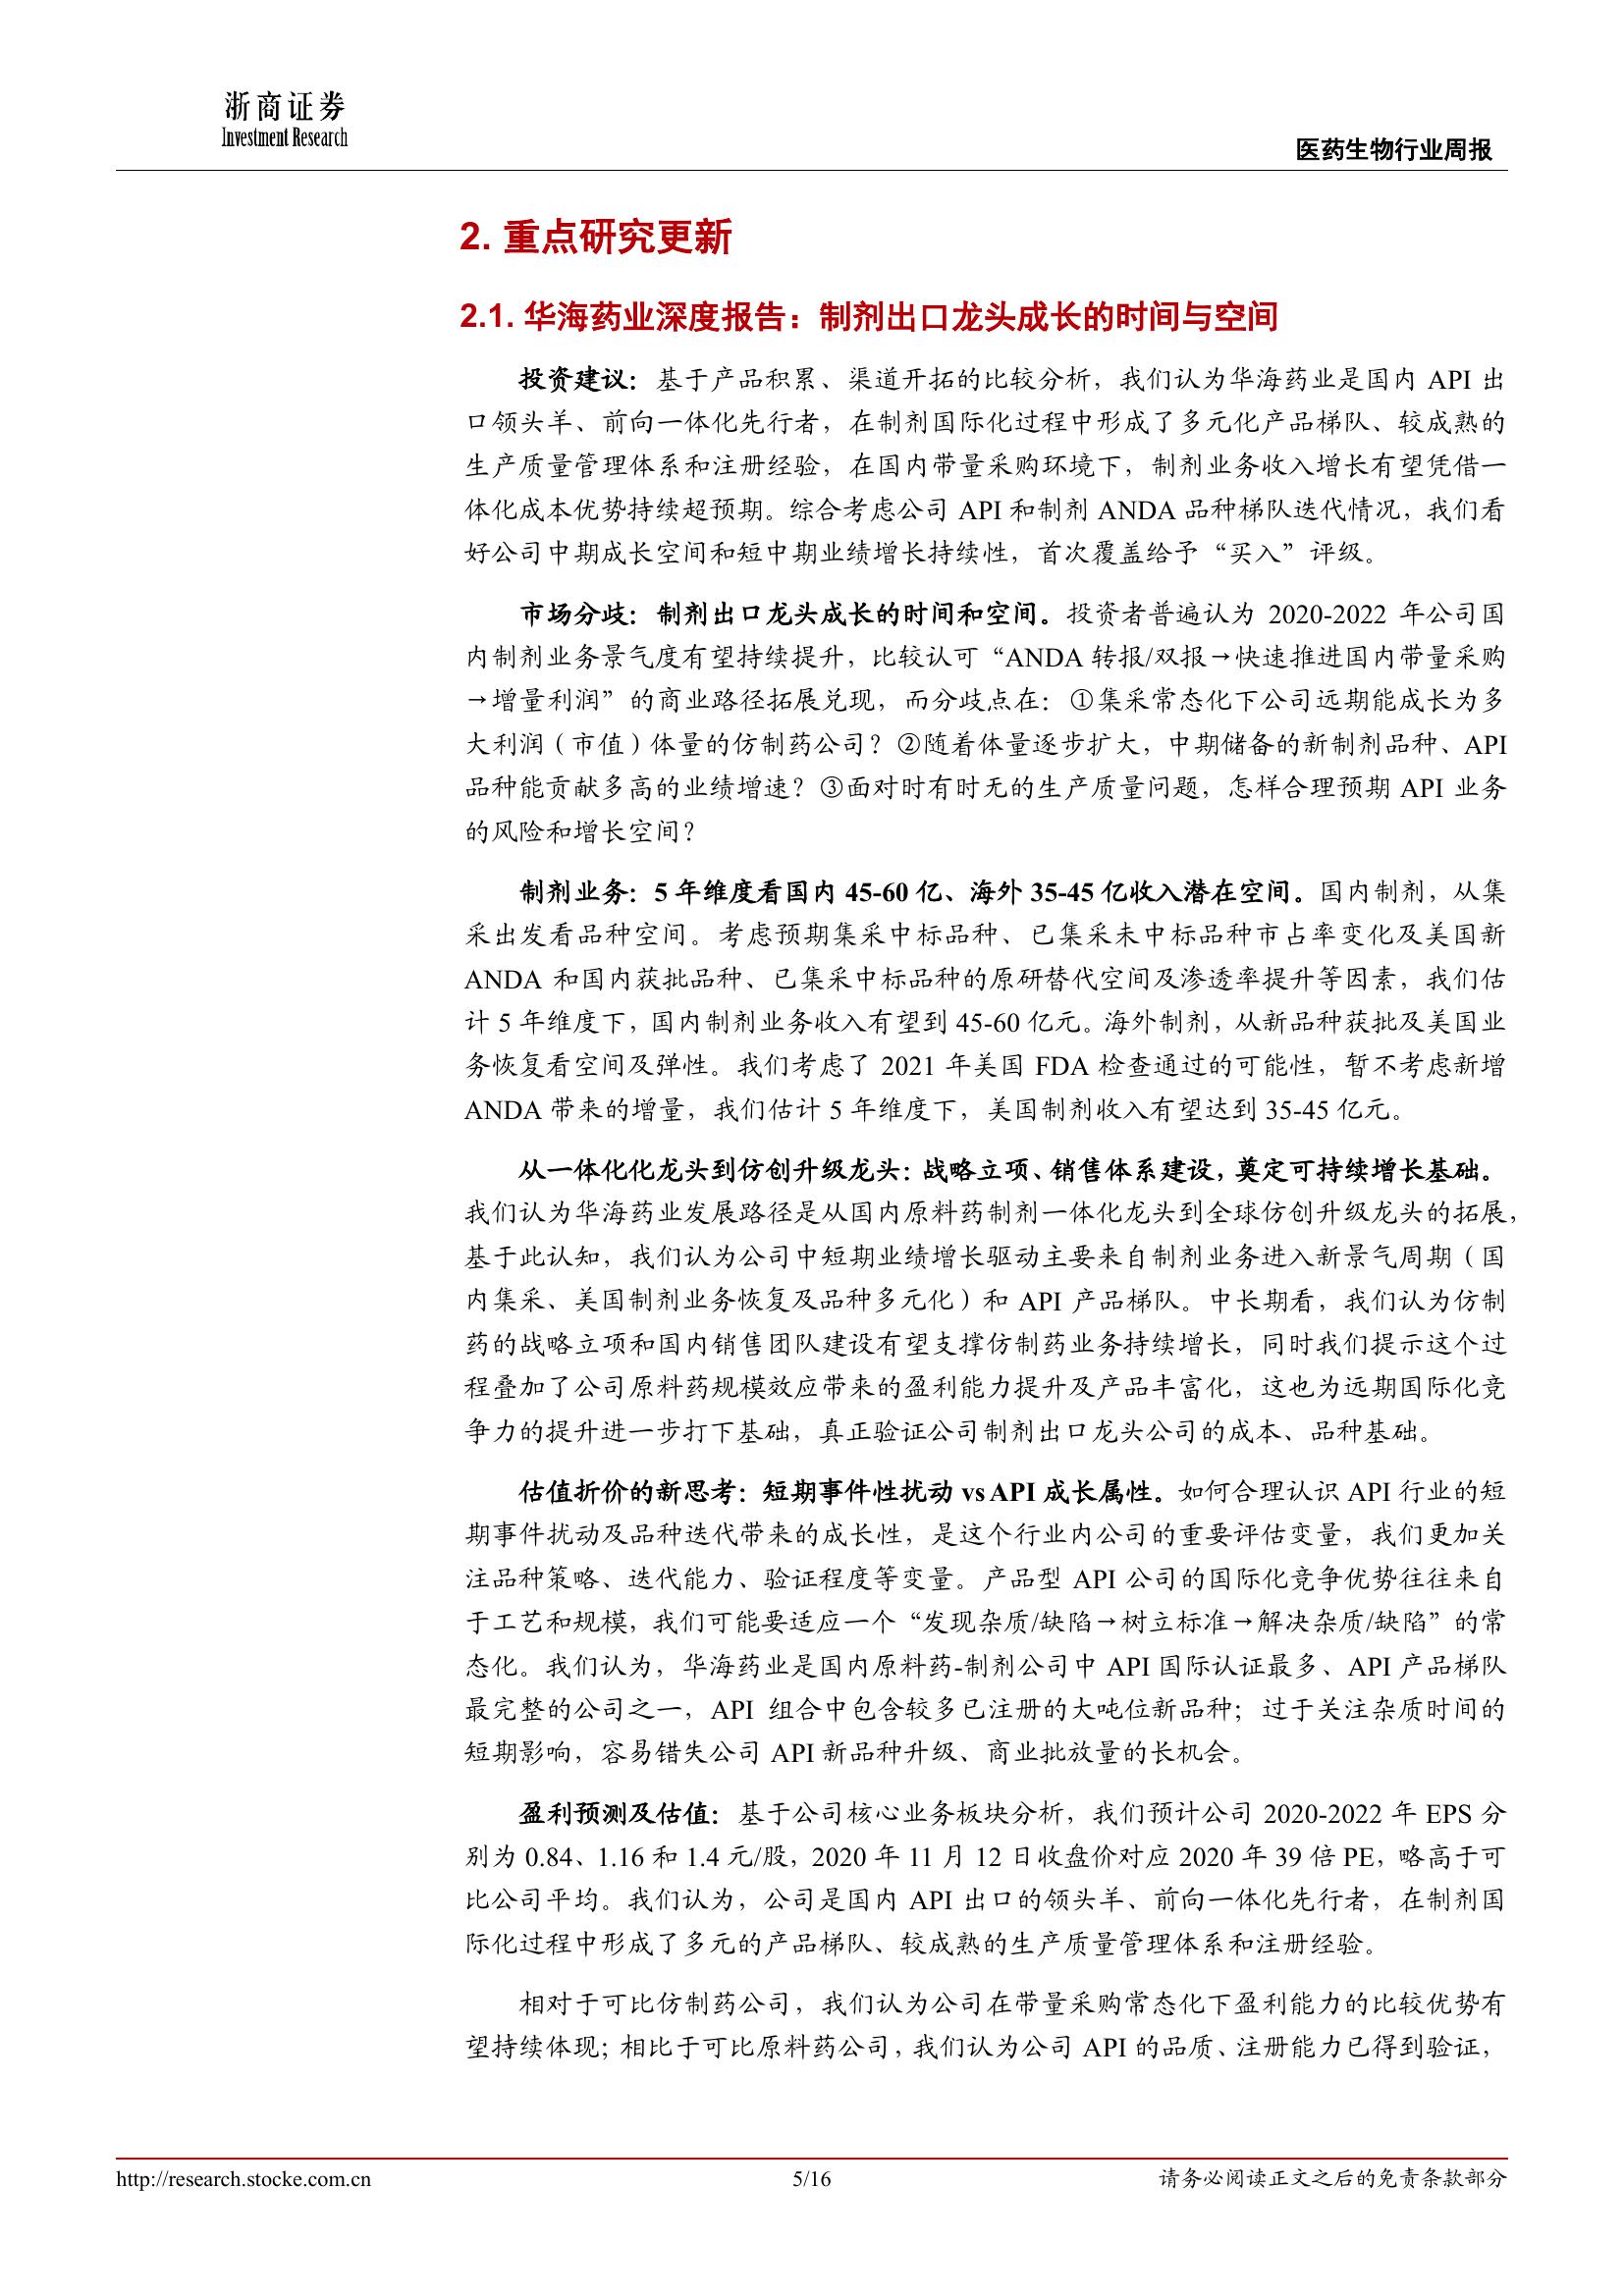 浙商证券
Investment Research
医药生物行业周报
2. 重点研究更新
2.1. 华海药业深度报告：制剂出口龙头成长的时间与空间
投资建议：基于产品积累、渠道开拓的比较分析，我们认为华海药业是国内 API 出
口领头羊、前向一体化先行者，在制剂国际化过程中形成了多元化产品梯队、较成熟的
生产质量管理体系和注册经验，在国内带量采购环境下，制剂业务收入增长有望凭借一
体化成本优势持续超预期。综合考虑公司 API 和制剂 ANDA 品种梯队迭代情况，我们看
好公司中期成长空间和短中期业绩增长持续性，首次覆盖给予“买入”评级。
市场分歧：制剂出口龙头成长的时间和空间。投资者普遍认为 2020-2022 年公司国
内制剂业务景气度有望持续提升，比较认可“ANDA 转报/双报→快速推进国内带量采购
→增量利润”的商业路径拓展兑现，而分歧点在：①集采常态化下公司远期能成长为多
大利润（市值）体量的仿制药公司？②随着体量逐步扩大，中期储备的新制剂品种、API
品种能贡献多高的业绩增速？③面对时有时无的生产质量问题，怎样合理预期 API 业务
的风险和增长空间？
制剂业务：5 年维度看国内 45-60 亿、海外 35-45 亿收入潜在空间。国内制剂，从集
采出发看品种空间。考虑预期集采中标品种、已集采未中标品种市占率变化及美国新
ANDA 和国内获批品种、已集采中标品种的原研替代空间及渗透率提升等因素，我们估
计 5 年维度下，国内制剂业务收入有望到 45-60 亿元。海外制剂，从新品种获批及美国业
务恢复看空间及弹性。我们考虑了 2021 年美国 FDA 检查通过的可能性，暂不考虑新增
ANDA 带来的增量，我们估计 5 年维度下，美国制剂收入有望达到 35-45 亿元。
从一体化化龙头到仿创升级龙头：战略立项、销售体系建设，奠定可持续增长基础。
我们认为华海药业发展路径是从国内原料药制剂一体化龙头到全球仿创升级龙头的拓展，
基于此认知，我们认为公司中短期业绩增长驱动主要来自制剂业务进入新景气周期（国
内集采、美国制剂业务恢复及品种多元化）和 API 产品梯队。中长期看，我们认为仿制
药的战略立项和国内销售团队建设有望支撑仿制药业务持续增长，同时我们提示这个过
程叠加了公司原料药规模效应带来的盈利能力提升及产品丰富化，这也为远期国际化竞
争力的提升进一步打下基础，真正验证公司制剂出口龙头公司的成本、品种基础。
估值折价的新思考：短期事件性扰动 vs API 成长属性。如何合理认识 API 行业的短
期事件扰动及品种迭代带来的成长性，是这个行业内公司的重要评估变量，我们更加关
注品种策略、迭代能力、验证程度等变量。产品型 API 公司的国际化竞争优势往往来自
于工艺和规模，我们可能要适应一个“发现杂质/缺陷→树立标准→解决杂质/缺陷”的常
态化。我们认为，华海药业是国内原料药-制剂公司中 API 国际认证最多、API 产品梯队
最完整的公司之一，API 组合中包含较多已注册的大吨位新品种；过于关注杂质时间的
短期影响，容易错失公司 API 新品种升级、商业批放量的长机会。
盈利预测及估值：基于公司核心业务板块分析，我们预计公司 2020-2022 年 EPS 分
别为 0.84、1.16 和 1.4 元/股，2020 年 11 月 12 日收盘价对应 2020 年 39 倍 PE，略高于可
比公司平均。我们认为，公司是国内 API 出口的领头羊、前向一体化先行者，在制剂国
际化过程中形成了多元的产品梯队、较成熟的生产质量管理体系和注册经验。
相对于可比仿制药公司，我们认为公司在带量采购常态化下盈利能力的比较优势有
望持续体现；相比于可比原料药公司，我们认为公司 API 的品质、注册能力已得到验证，
http://research.stocke.com.cn
5/16
请务必阅读正文之后的免责条款部分